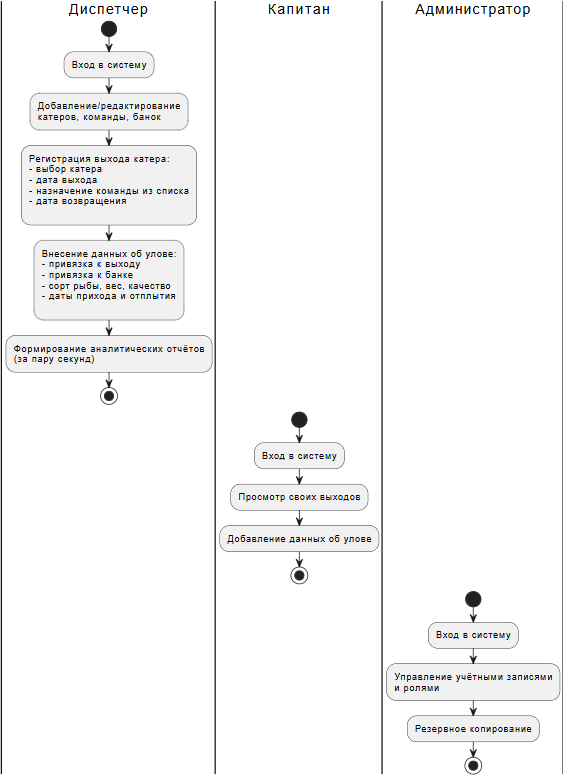 Диспетчер
Капитан
Администратор
Вход в систему
Добавление/редактирование
катеров, команды, банок
Регистрация выхода катера:
- выбор катера
- дата выхода
- назначение команды из списка
- дата возвращения
Внесение данных об улове:
- привязка к выходу
- привязка к банке
- сорт рыбы, вес, качество
- даты прихода и отплытия
Формирование аналитических отчётов
(за пару секунд)
Вход в систему
Просмотр своих выходов
Добавление данных об улове
Вход в систему
Управление учётными записями
и ролями
Резервное копирование